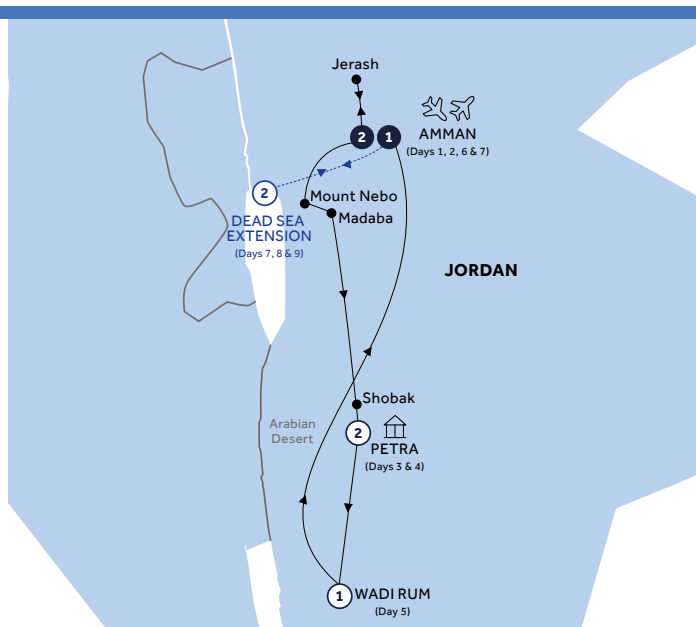 Jerash
2
1
AMMAN
(Days 1, 2, 6 & 7)
2
Mount Nebo
Madaba
DEAD SEA
EXTENSION
(Days 7, 8 & 9)
JORDAN
Shobak
Arabian
Desert
2
PETRA
(Days 3 & 4)
1
WADI RUM
(Day 5)